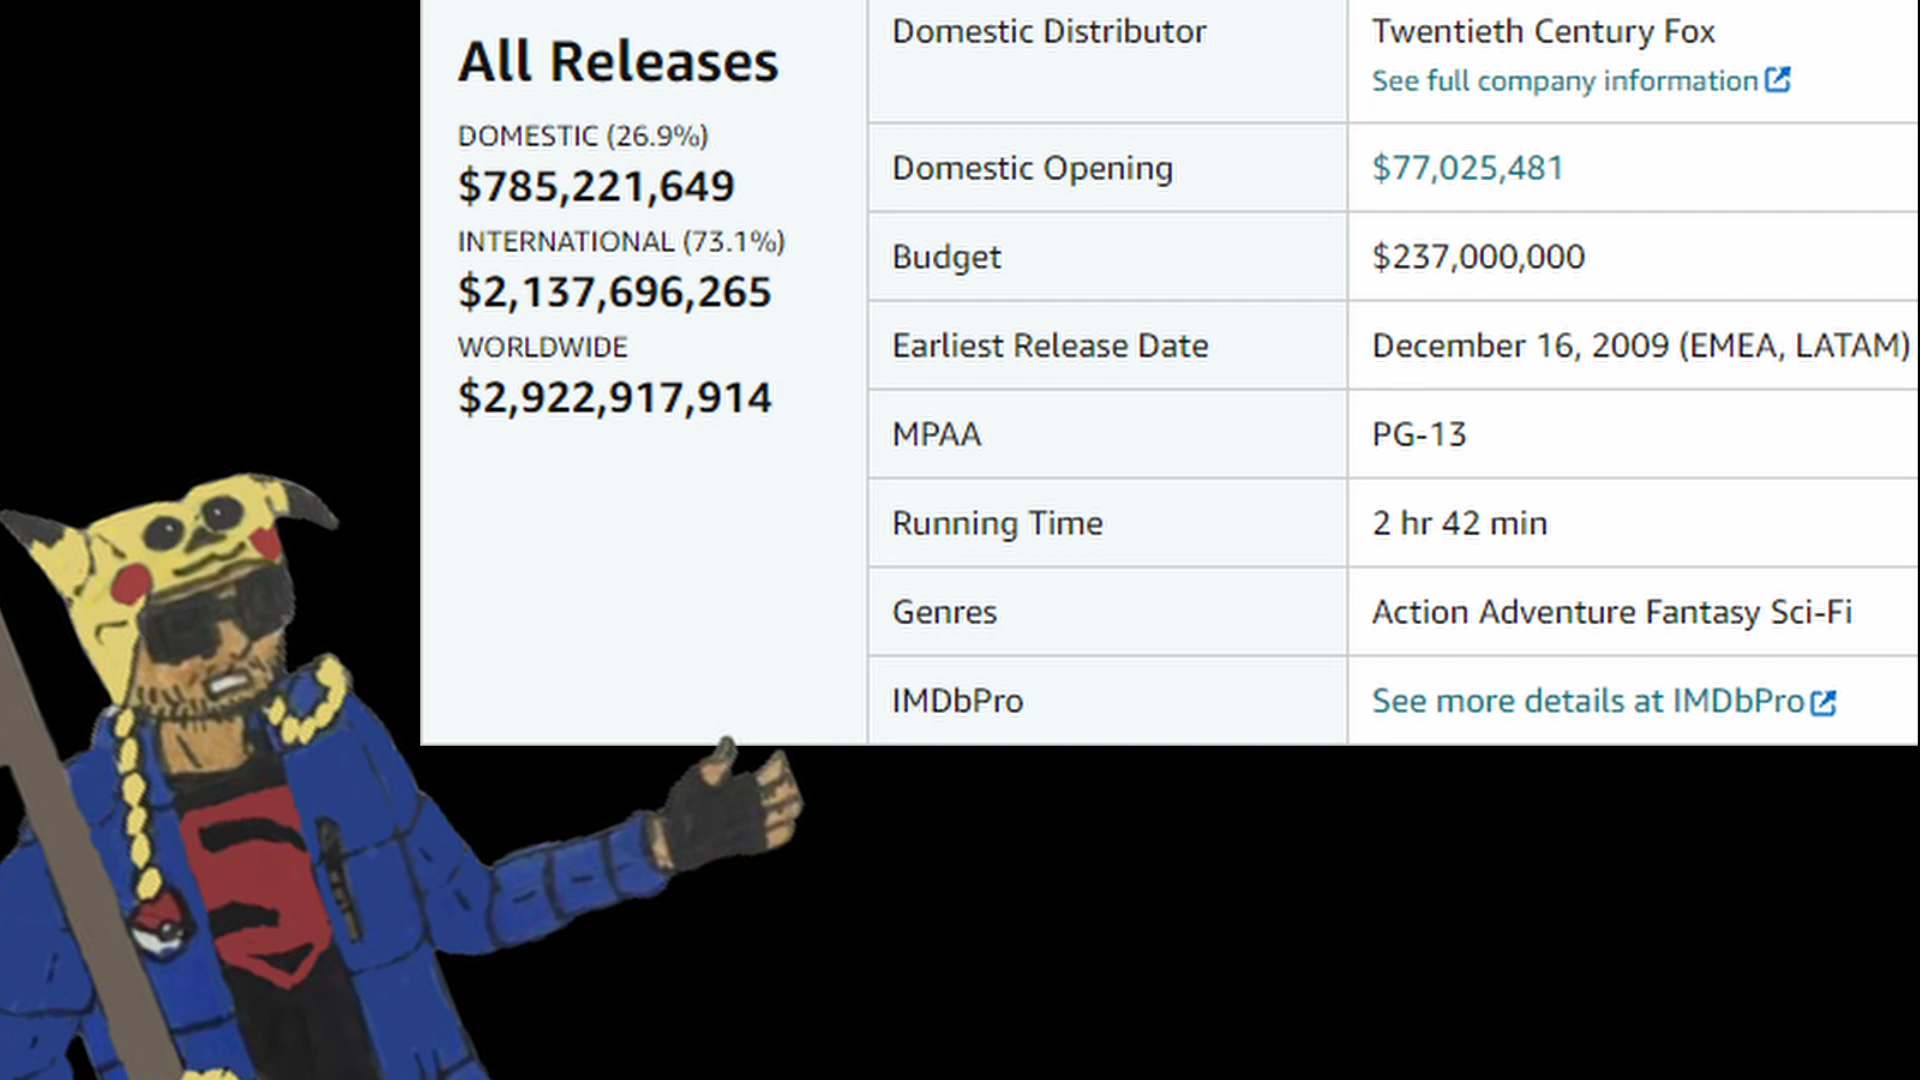 All Releases
DOMESTIC (26.9%)
$785,221,649
INTERNATIONAL (73.1%)
$2,137,696,265
WORLDWIDE
$2,922,917,914
Domestic Distributor
Twentieth Century Fox
See full company information
Domestic Opening
$77,025,481
Budget
$237,000,000
Earliest Release Date
December 16, 2009 (EMEA, LATAM)
MPAA
PG-13
Running Time
2 hr 42 min
Genres
Action Adventure Fantasy Sci-Fi
IMDbPro
See more details at IMDbPro